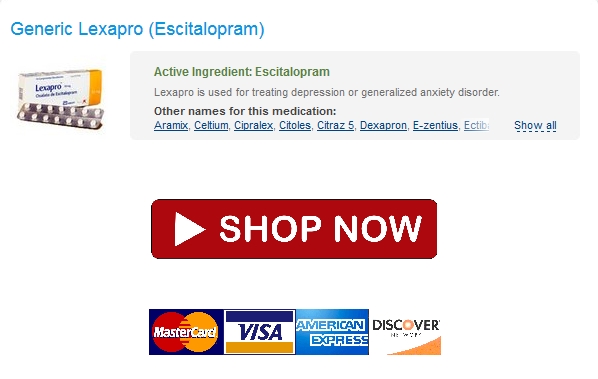 Generic Lexapro (Escitalopram)
Active Ingredient: Escitalopram
Lexapro is used for treating depression or generalized anxiety disorder.
Other names for this medication:
Aramix, Celtium, Cipralex, Citoles, Citraz 5, Dexapron, E-zentius, Ectib
Show all
Lexapro
SHOP NOW
MasterCard
VISA
AMERICAN
EXPRESS
DISCOVER
NETWORK